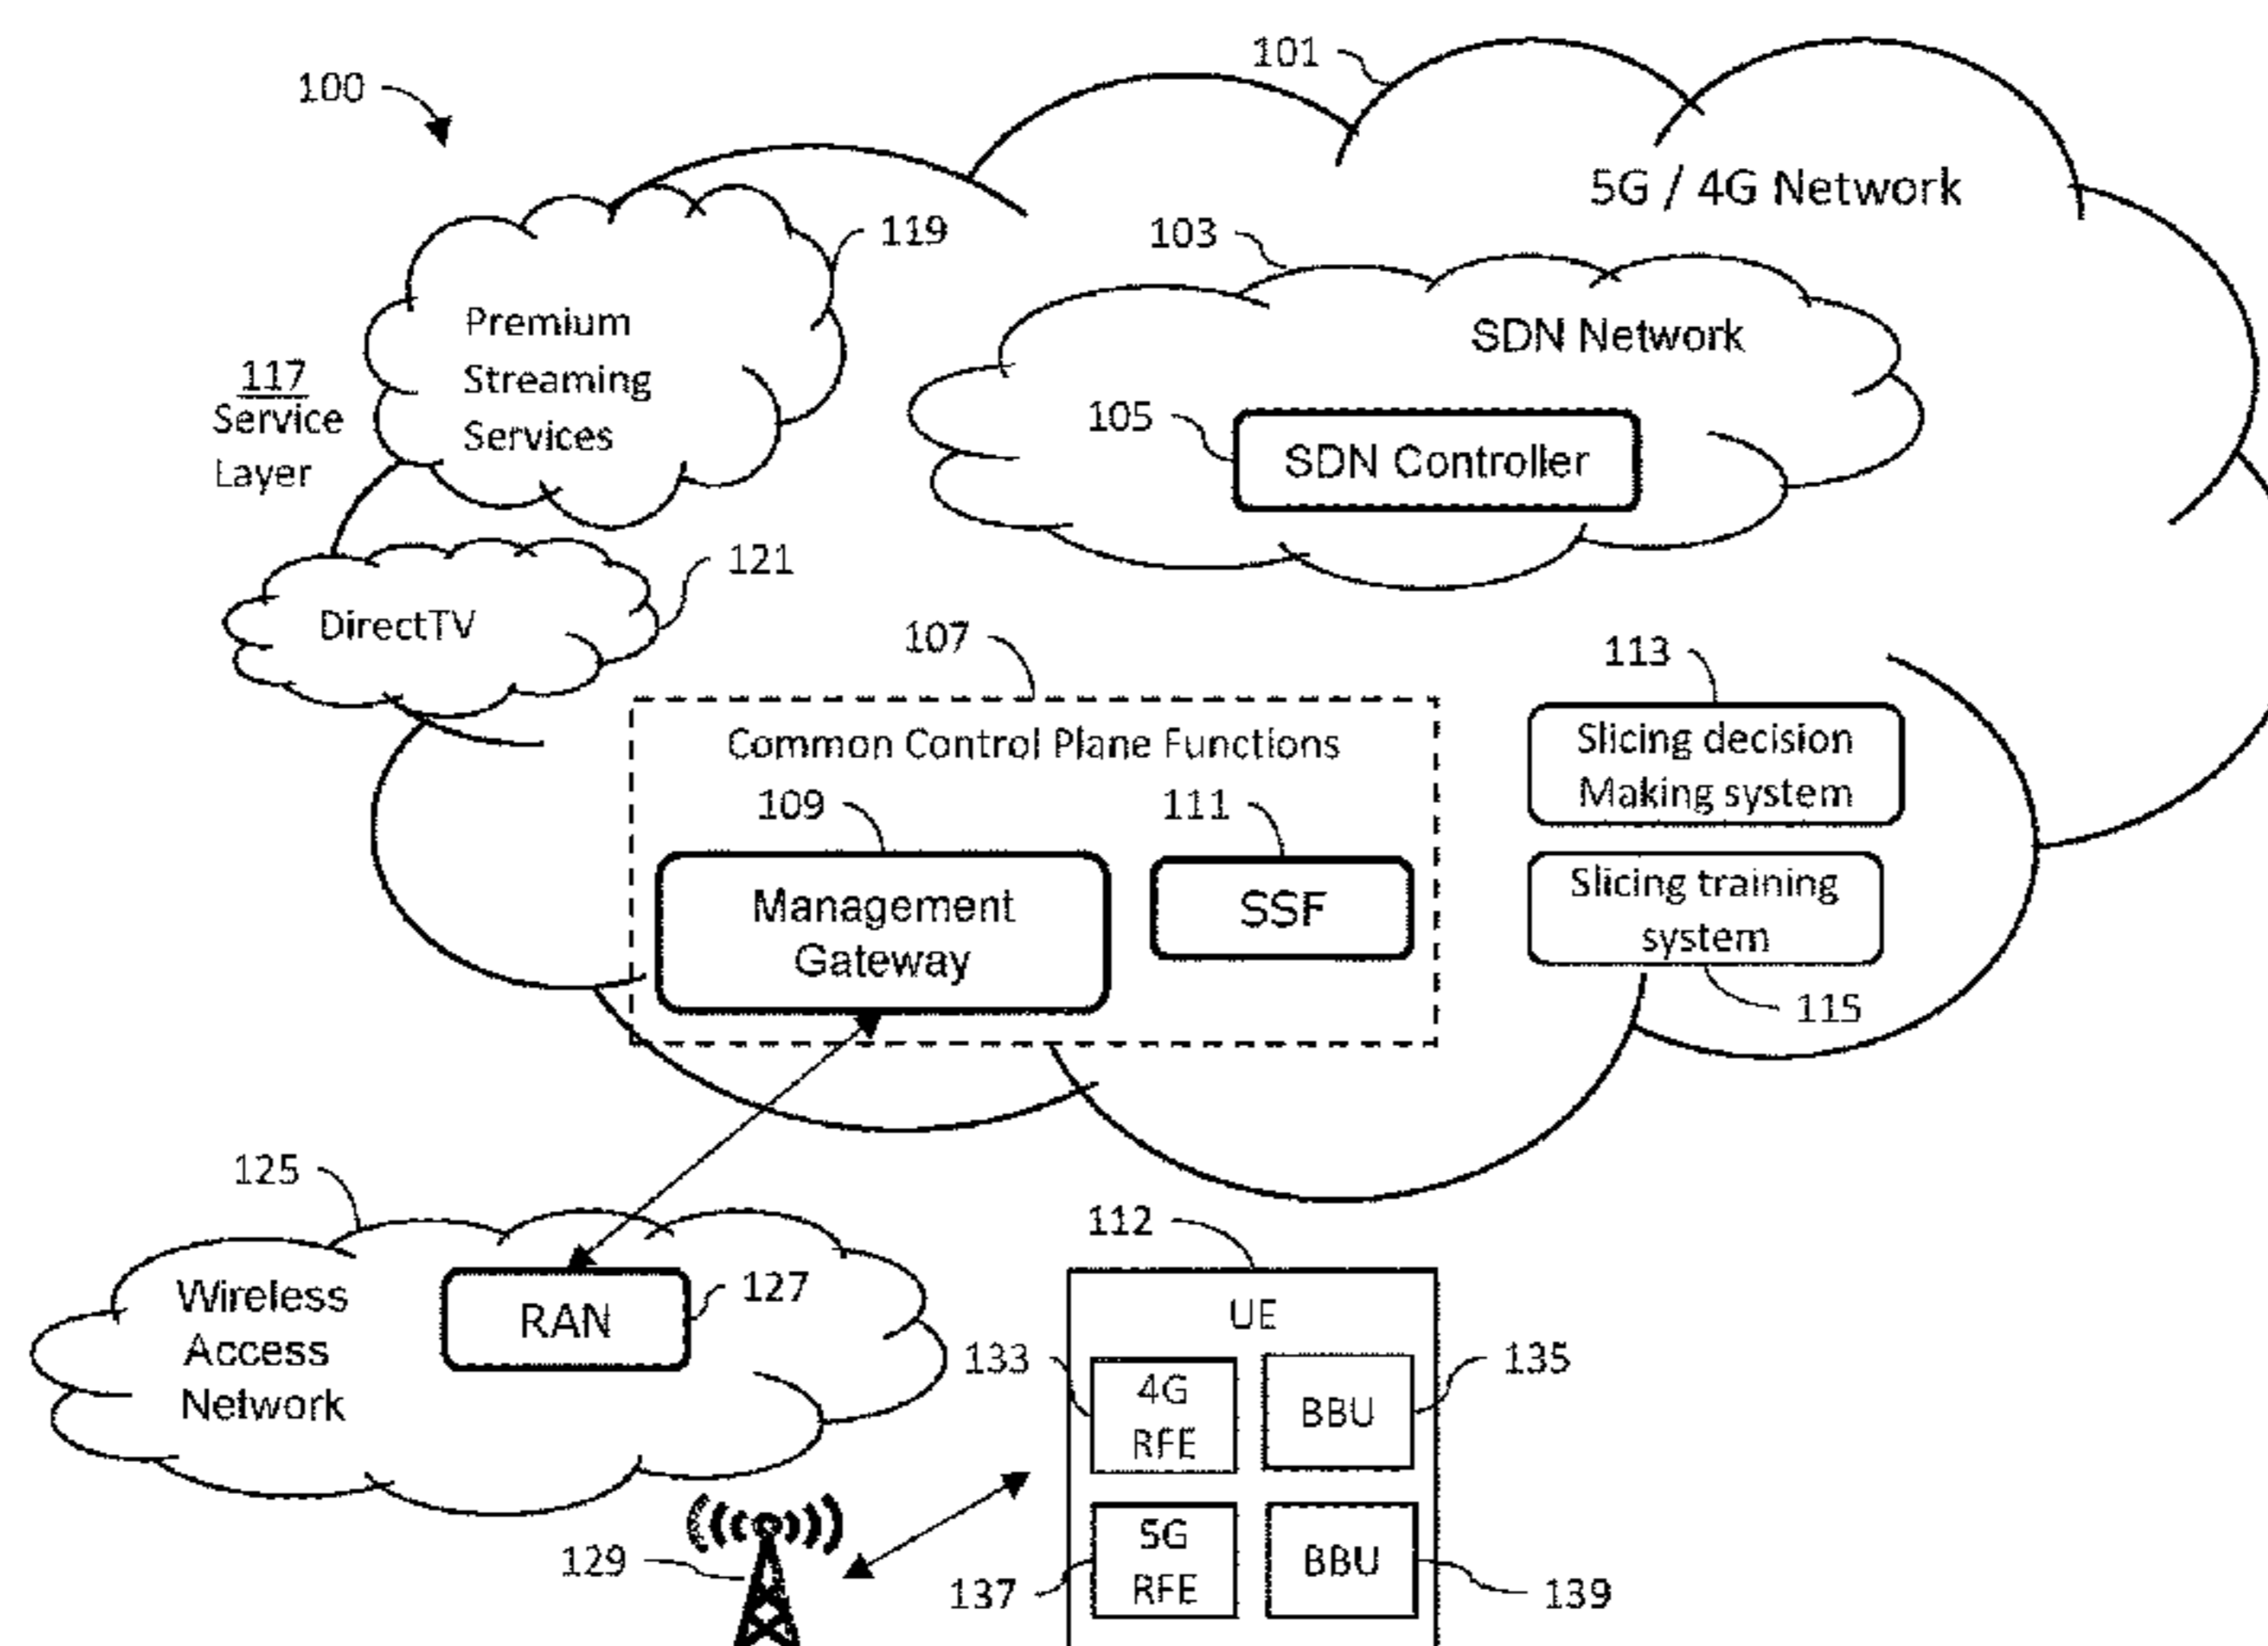 100
101
5G / 4G Network
119
103
Premium
Streaming
Services
SDN Network
117
Service
Layer
105
SDN Controller
121
DirectTV
107
113
Common Control Plane Functions
Slicing decision
Making system
109
111
Management
Gateway
SSF
Slicing training
system
115
125
112
Wireless
Access
Network
RAN
127
UE
133
4G
RFE
BBU
135
129
137
5G
RFE
BBU
139